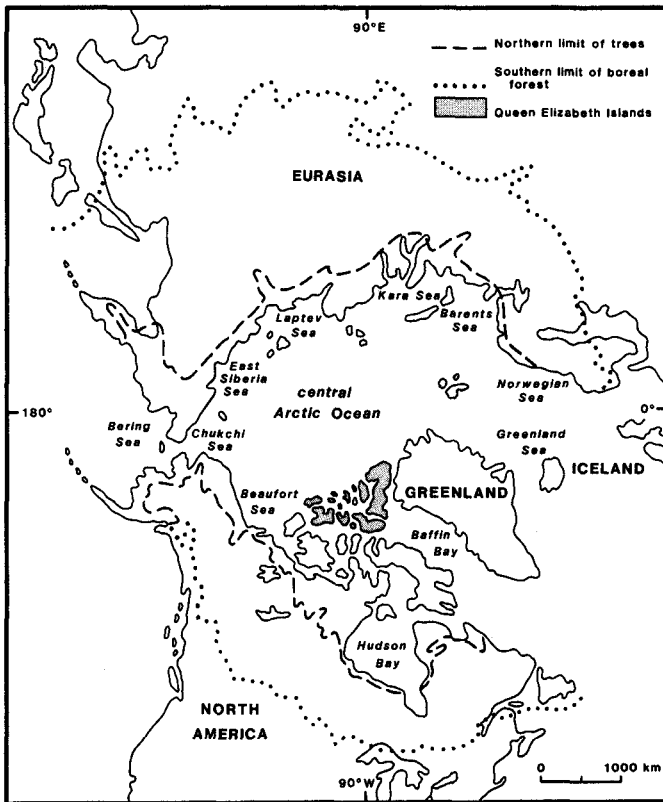 90°E
Northern limit of trees
Southern limit of boreal
forest
Queen Elizabeth Islands
EURASIA
Kara Sea
Laptev
Sea
Barents
Sea
East
Siberia
Sea
Norwegian
Sea
central
Arctic Ocean
180°
0°
Bering
Sea
Chukchi
Sea
Greenland
Sea
ICELAND
Beaufort
Sea
GREENLAND
Baffin
Bay
Hudson
Bay
NORTH
AMERICA
0 1000 km
90°W